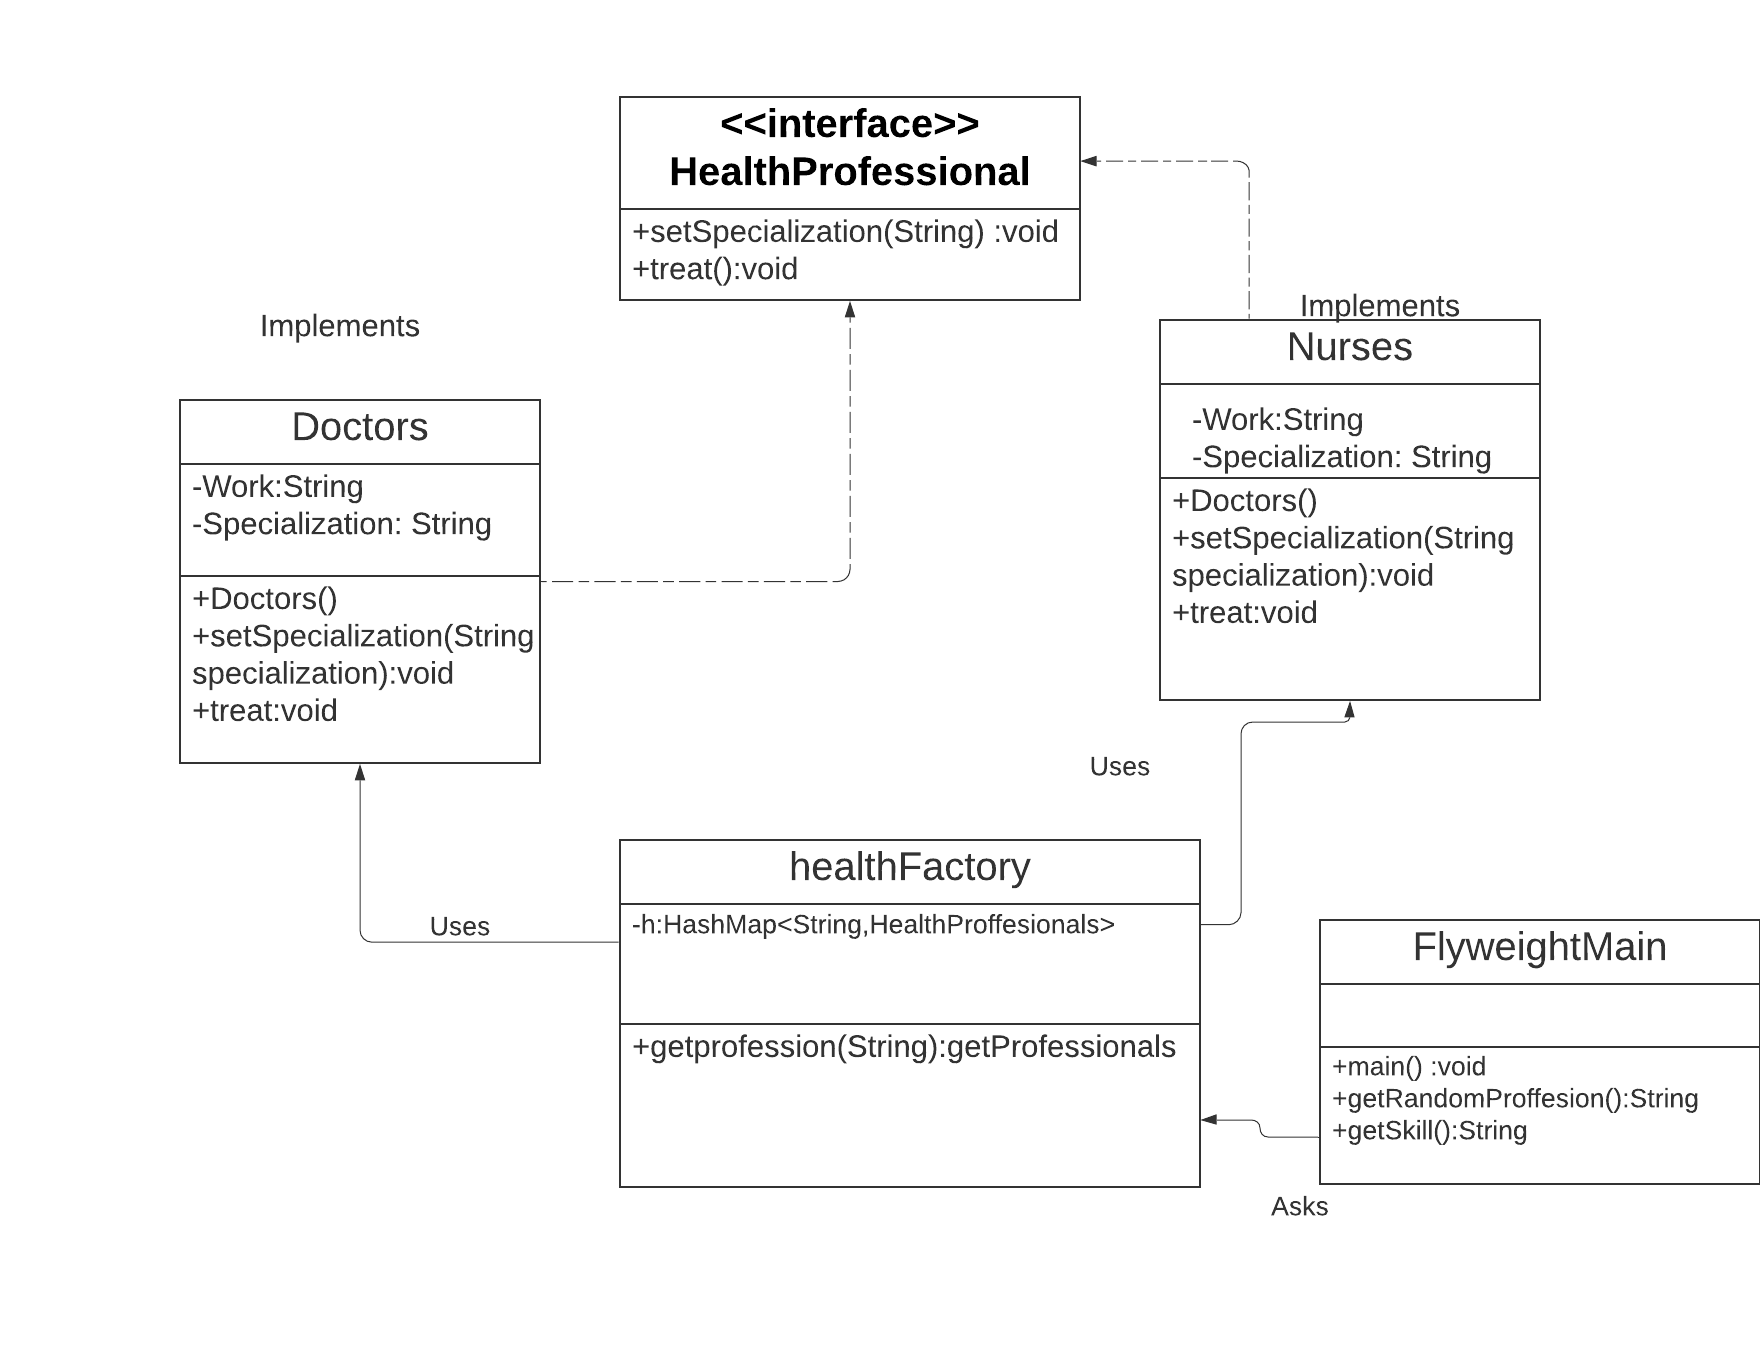 <<interface>>
HealthProfessional
+setSpecialization(String) :void
+treat():void
Implements
Implements
Doctors
-Work:String
-Specialization: String
+Doctors()
+setSpecialization(String
specialization):void
+treat:void
Nurses
-Work:String
-Specialization: String
+Doctors()
+setSpecialization(String
specialization):void
+treat:void
Uses
Uses
healthFactory
-h:HashMap<String,HealthProffesionals>
+getprofession(String):getProfessionals
FlyweightMain
+main() :void
+getRandomProffesion():String
+getSkill():String
Asks